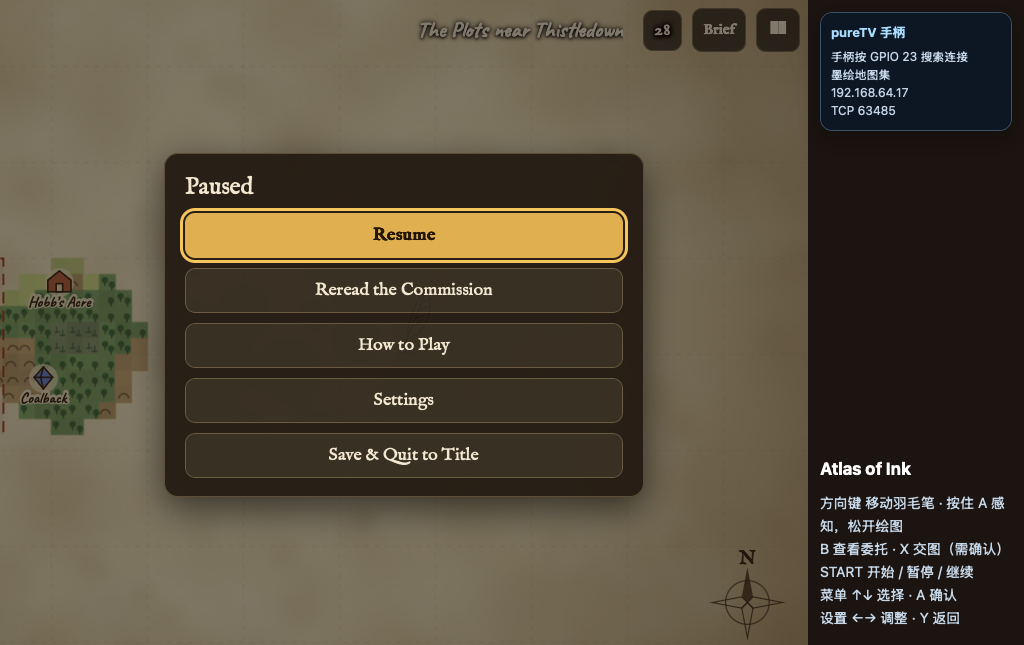 The Plots near Thistledown
28
Brief
Paused
Resume
Reread the Commission
How to Play
Settings
Save & Quit to Title
Hobb's Acre
Coalback
N
pureTV 手柄
手柄按 GPIO 23 搜索连接
墨绘地图集
192.168.64.17
TCP 63485
Atlas of Ink
方向键 移动羽毛笔 · 按住 A 感
知，松开绘图
B 查看委托 · X 交图（需确认）
START 开始 / 暂停 / 继续
菜单 ↑↓ 选择 · A 确认
设置 ←→ 调整 · Y 返回